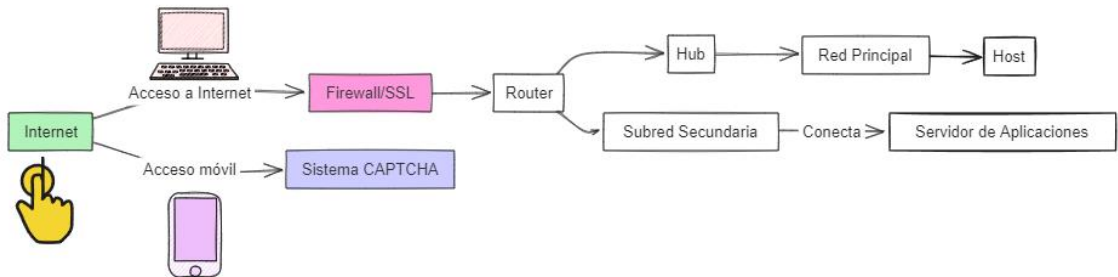 Internet
Acceso a Internet
Firewall/SSL
Router
Hub
Red Principal
Host
Subred Secundaria
Conecta
Servidor de Aplicaciones
Acceso móvil
Sistema CAPTCHA